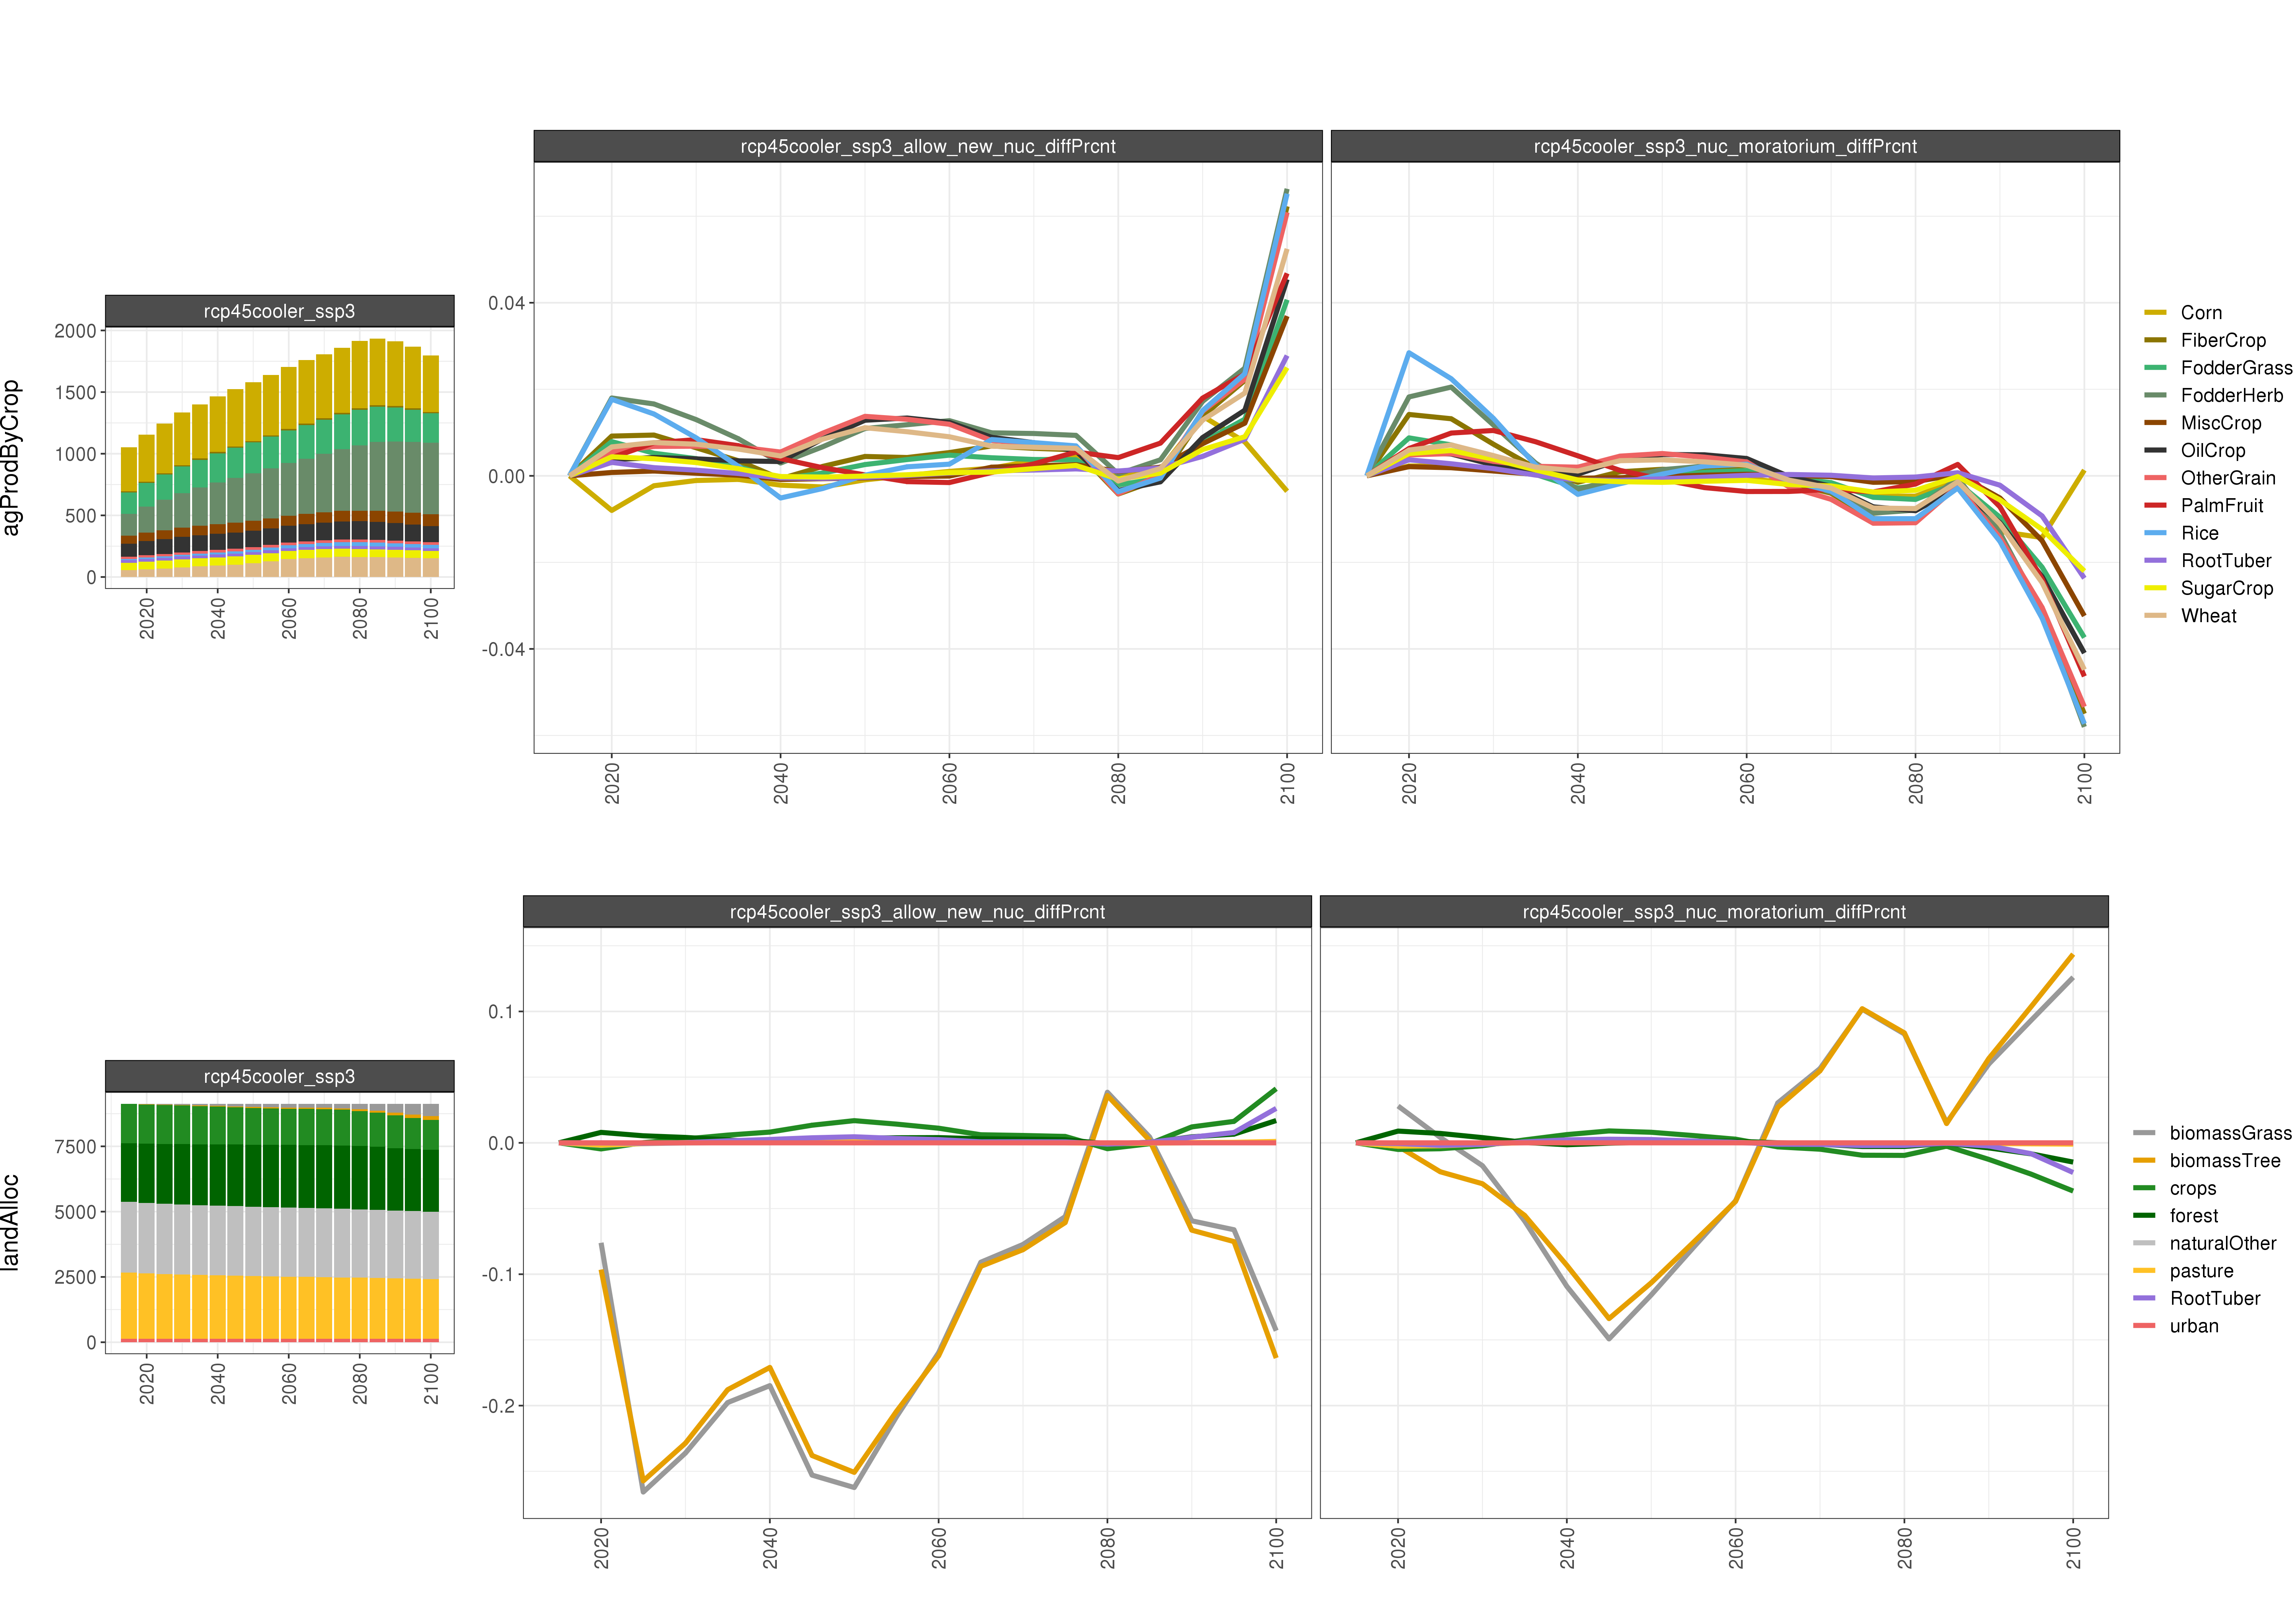 agProdByCrop
rcp45cooler_ssp3
2000
1500
1000
500
0
2020
2040
2060
2080
2100
rcp45cooler_ssp3_allow_new_nuc_diffPrcnt
rcp45cooler_ssp3_nuc_moratorium_diffPrcnt
0.04
0.00
-0.04
2020
2040
2060
2080
2100
2020
2040
2060
2080
2100
Corn
FiberCrop
FodderGrass
FodderHerb
MiscCrop
OilCrop
OtherGrain
PalmFruit
Rice
RootTuber
SugarCrop
Wheat
landAlloc
rcp45cooler_ssp3
7500
5000
2500
0
2020
2040
2060
2080
2100
rcp45cooler_ssp3_allow_new_nuc_diffPrcnt
rcp45cooler_ssp3_nuc_moratorium_diffPrcnt
0.1
0.0
-0.1
-0.2
2020
2040
2060
2080
2100
2020
2040
2060
2080
2100
biomassGrass
biomassTree
crops
forest
naturalOther
pasture
RootTuber
urban